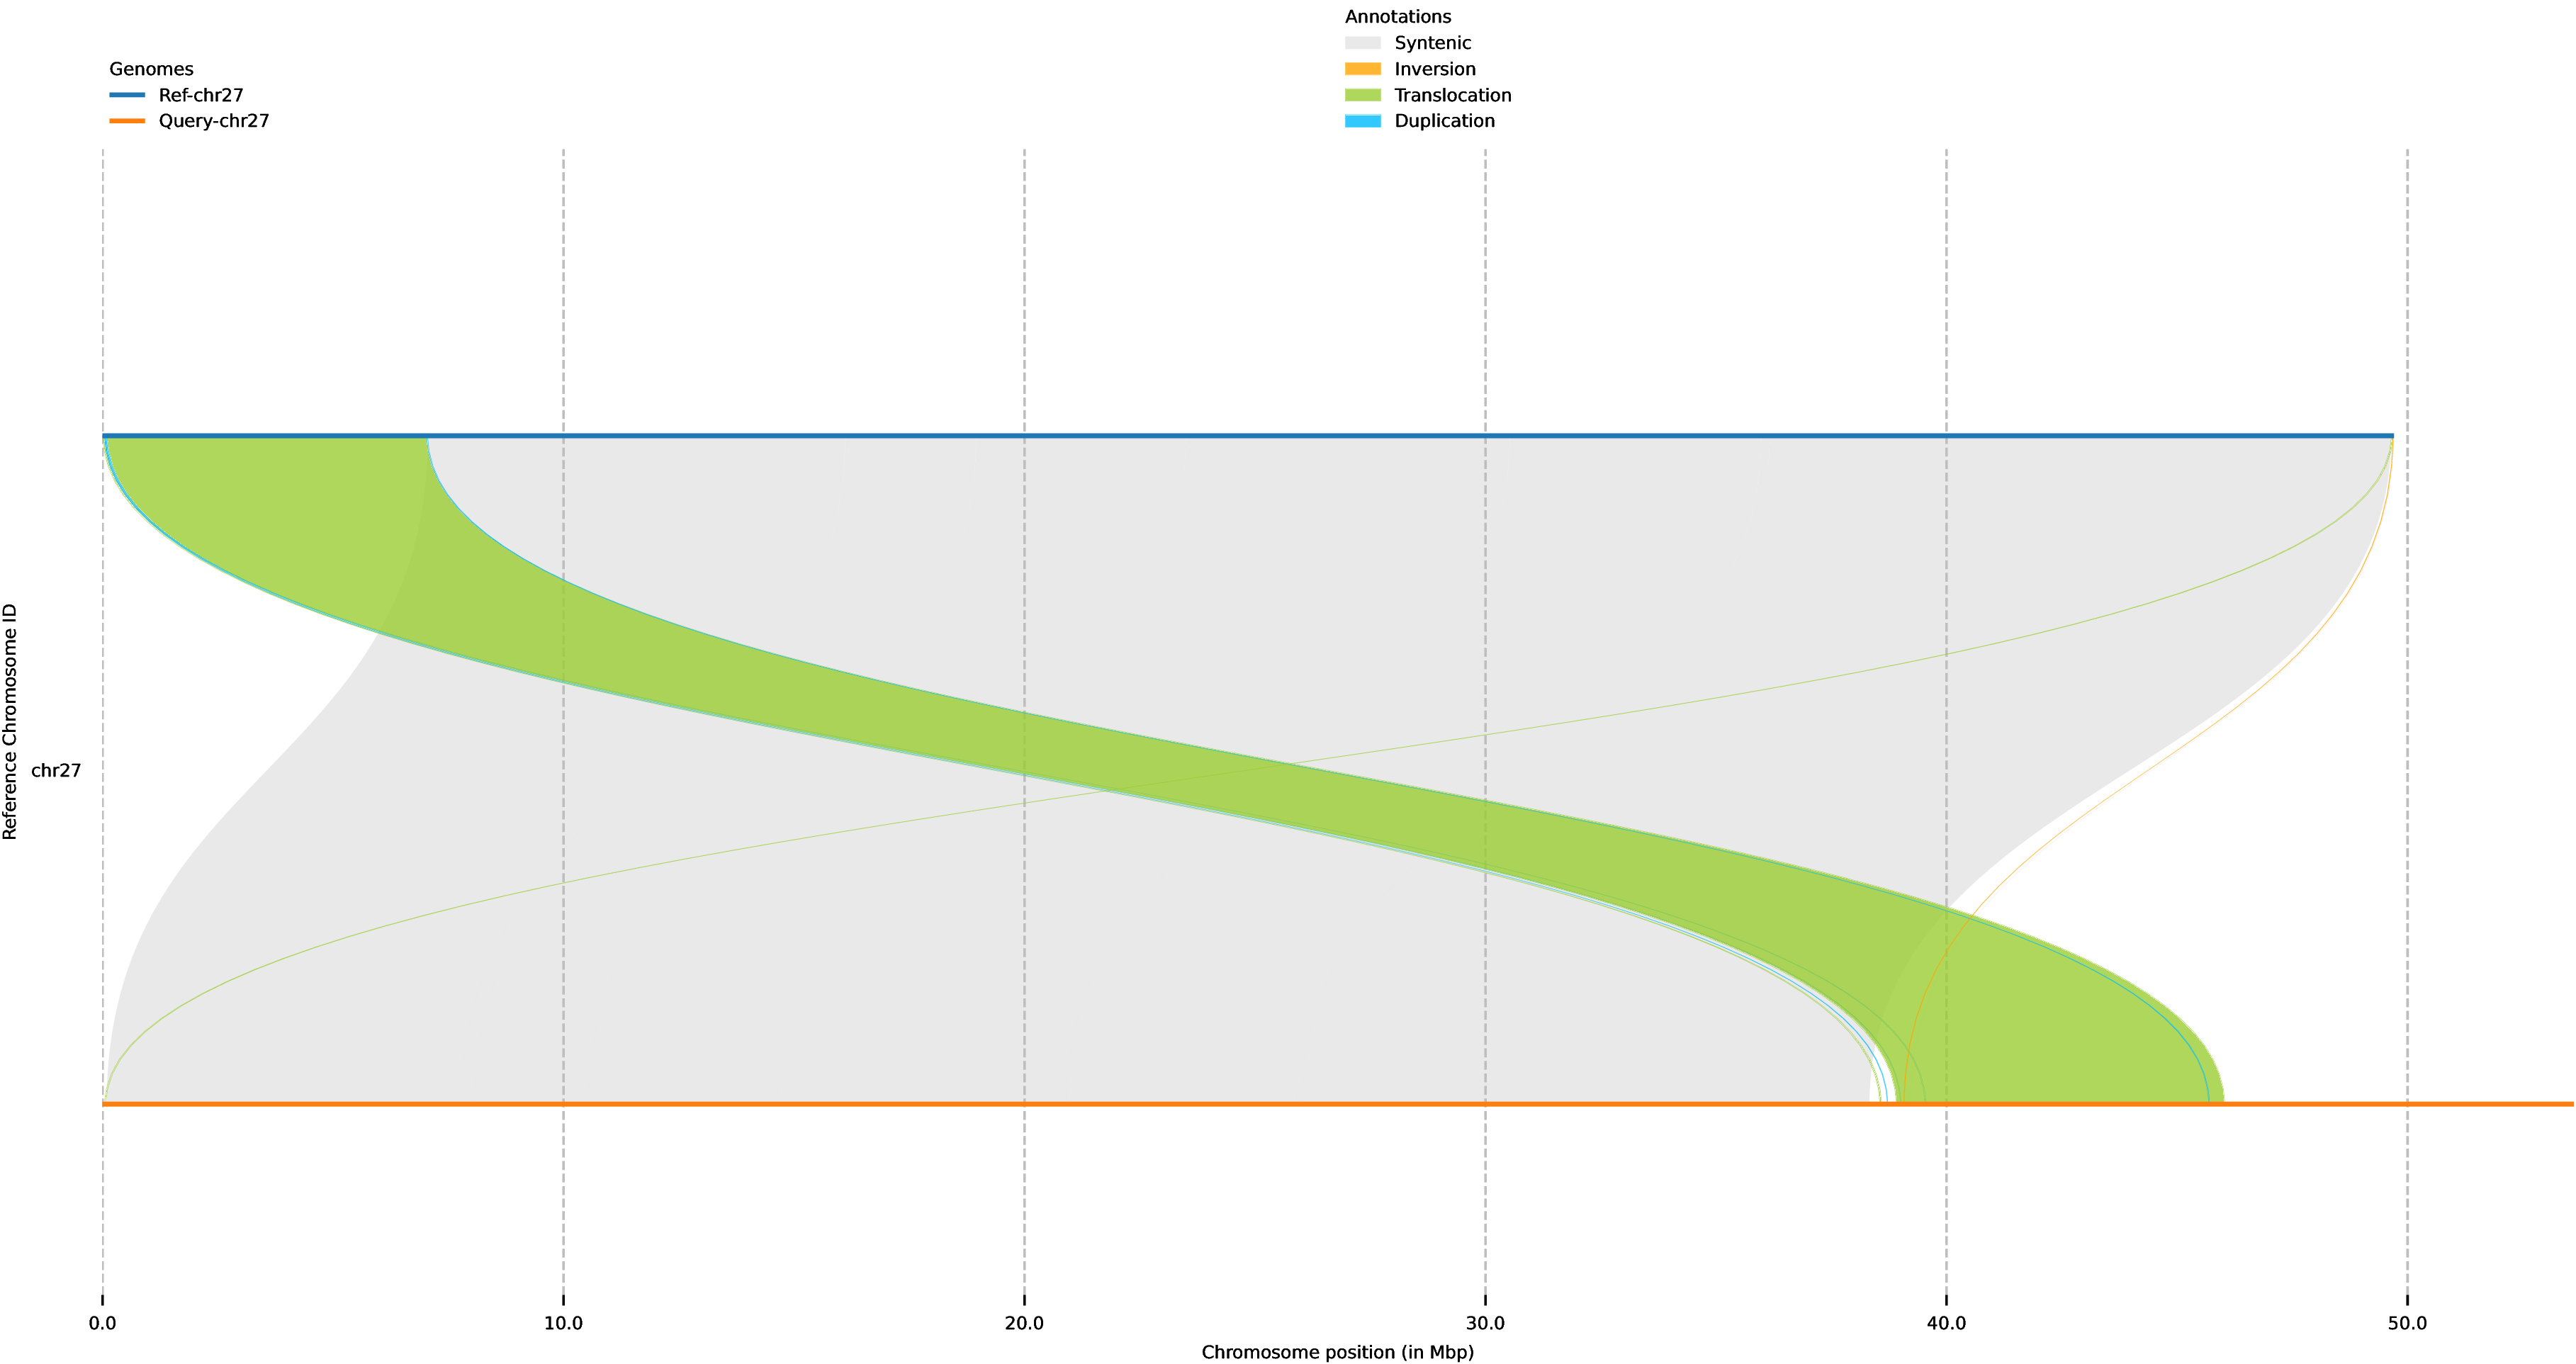 Annotations
Syntenic
Inversion
Translocation
Duplication
Genomes
Ref-chr27
Query-chr27
Reference Chromosome ID
chr27
0.0 10.0 20.0 30.0 40.0 50.0
Chromosome position (in Mbp)